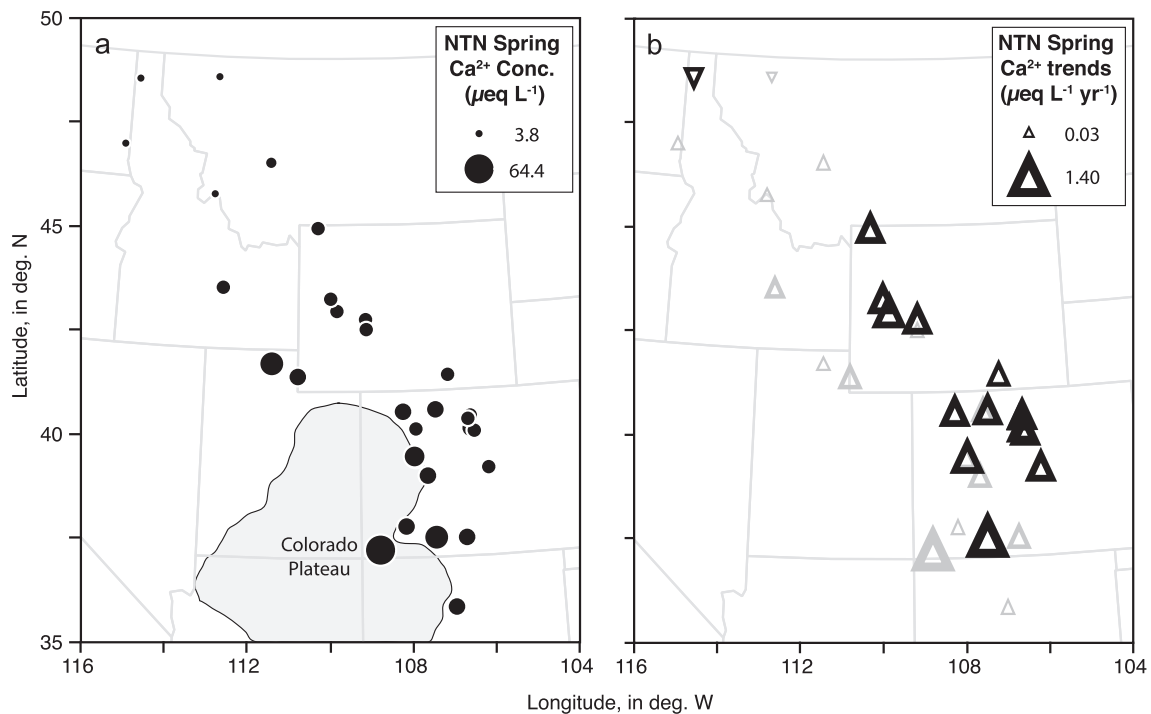 a
NTN Spring
Ca²⁺ Conc.
(µeq L⁻¹)
3.8
64.4
Colorado
Plateau
50
45
40
35
116
112
108
104
Latitude, in deg. N
b
NTN Spring
Ca²⁺ trends
(µeq L⁻¹ yr⁻¹)
0.03
1.40
116
112
108
104
Longitude, in deg. W